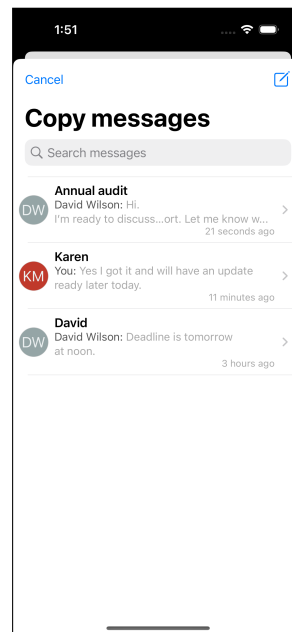 1:51
Cancel
Copy messages
Search messages
Annual audit
DW
David Wilson: Hi.
I'm ready to discuss...ort. Let me know w...
21 seconds ago
Karen
KM
You: Yes I got it and will have an update
ready later today.
11 minutes ago
David
DW
David Wilson: Deadline is tomorrow
at noon.
3 hours ago